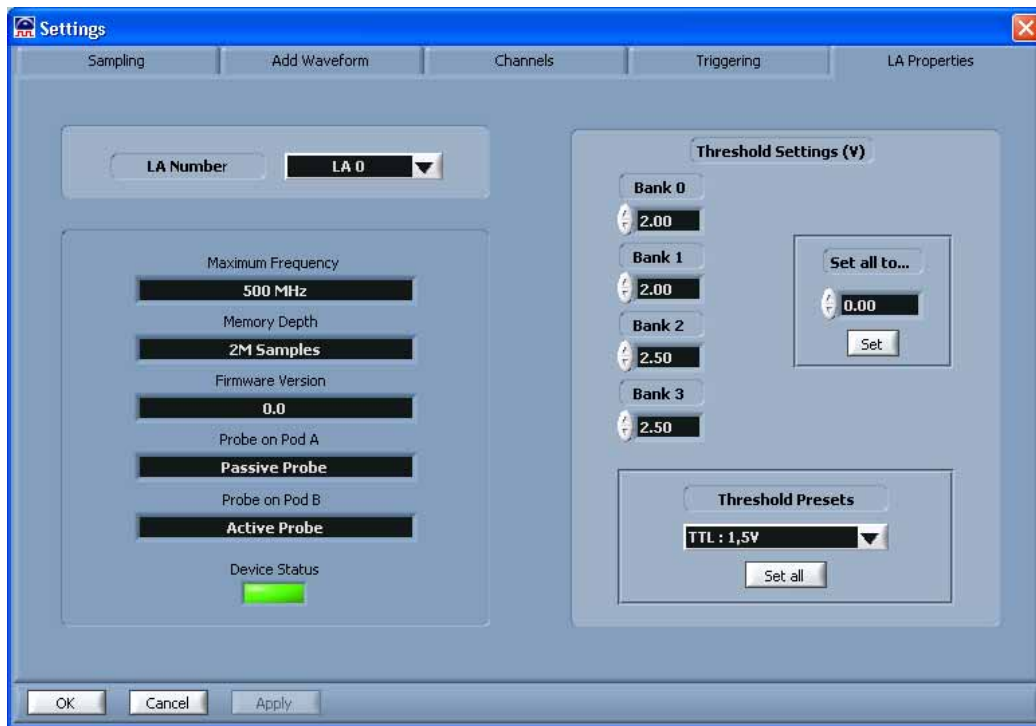 Settings
Sampling
Add Waveform
Channels
Triggering
LA Properties
LA Number
LA 0
Maximum Frequency
500 MHz
Memory Depth
2M Samples
Firmware Version
0.0
Probe on Pod A
Passive Probe
Probe on Pod B
Active Probe
Device Status
Threshold Settings (V)
Bank 0
2.00
Bank 1
2.00
Bank 2
2.50
Bank 3
2.50
Set all to...
0.00
Set
Threshold Presets
TTL : 1,5V
Set all
OK
Cancel
Apply